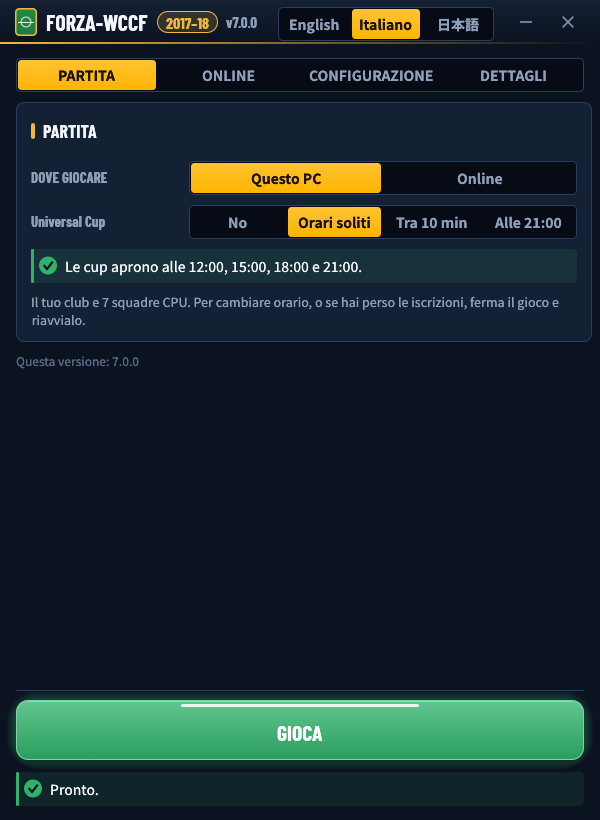 FORZA-WCCF 2017-18 v7.0.0 English Italiano 日本語
PARTITA ONLINE CONFIGURAZIONE DETTAGLI
PARTITA
DOVE GIOCARE Questo PC Online
Universal Cup No Orari soliti Tra 10 min Alle 21:00
Le cup aprono alle 12:00, 15:00, 18:00 e 21:00.
Il tuo club e 7 squadre CPU. Per cambiare orario, o se hai perso le iscrizioni, ferma il gioco e
riavvialo.
Questa versione: 7.0.0
GIOCA
Pronto.